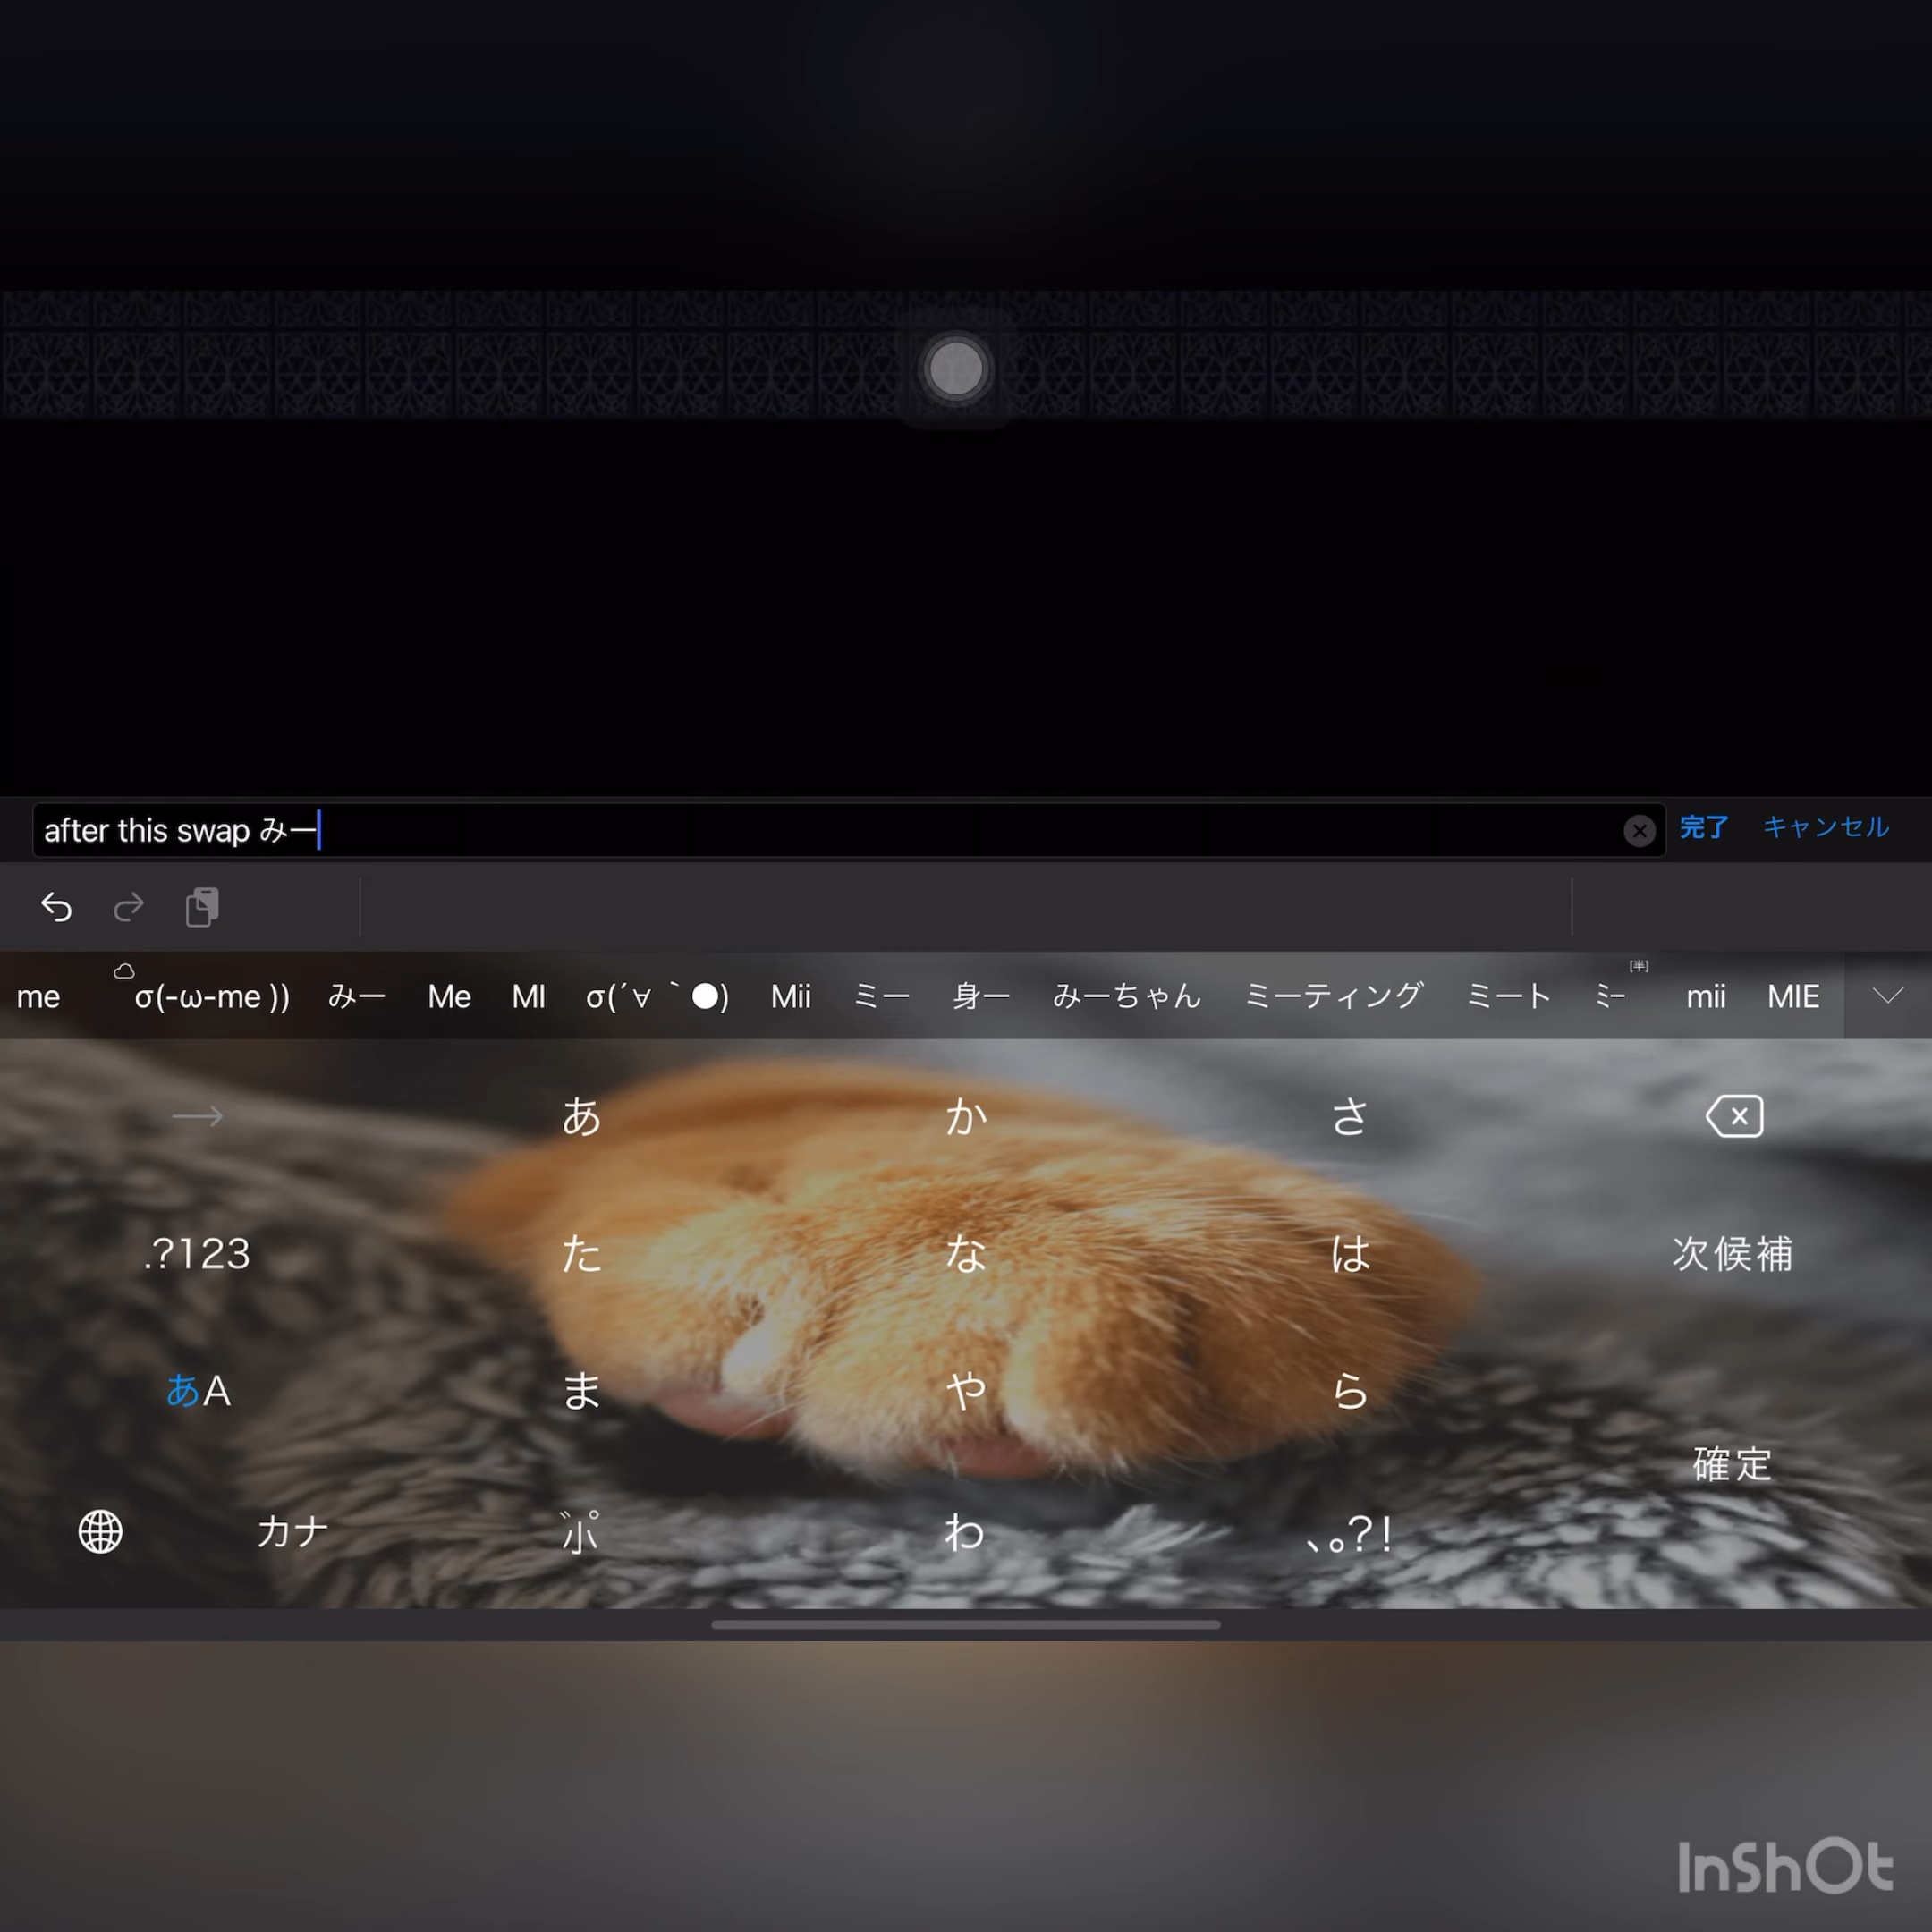 after this swap みー
完了 キャンセル
me σ(-ω-me )) みー Me MI σ(´∀｀●) Mii ミー 身ー みーちゃん ミーティング ミート ﾐｰ [半] mii MIE
→ あ か さ
.?123 た な は 次候補
あA ま や ら
確定
カナ 小゛゜ わ 、。?!
InShOt